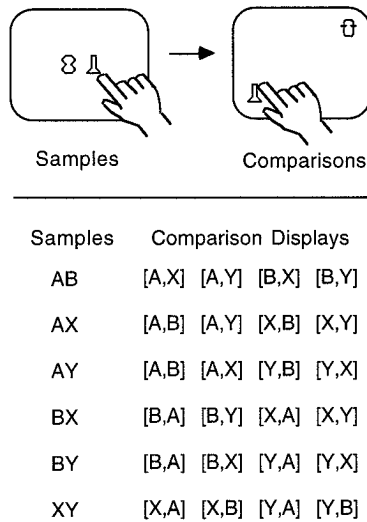 Samples Comparisons
Samples Comparison Displays
AB [A,X] [A,Y] [B,X] [B,Y]
AX [A,B] [A,Y] [X,B] [X,Y]
AY [A,B] [A,X] [Y,B] [Y,X]
BX [B,A] [B,Y] [X,A] [X,Y]
BY [B,A] [B,X] [Y,A] [Y,X]
XY [X,A] [X,B] [Y,A] [Y,B]